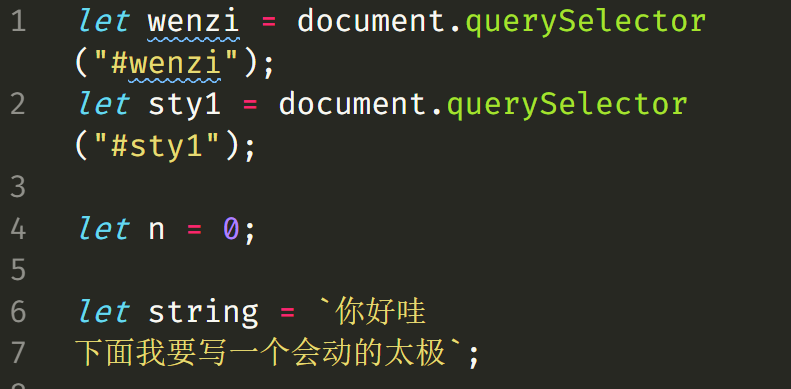 1 let wenzi = document.querySelector
("#wenzi");
2 let sty1 = document.querySelector
("#sty1");
3
4 let n = 0;
5
6 let string = `你好哇
7 下面我要写一个会动的太极`;